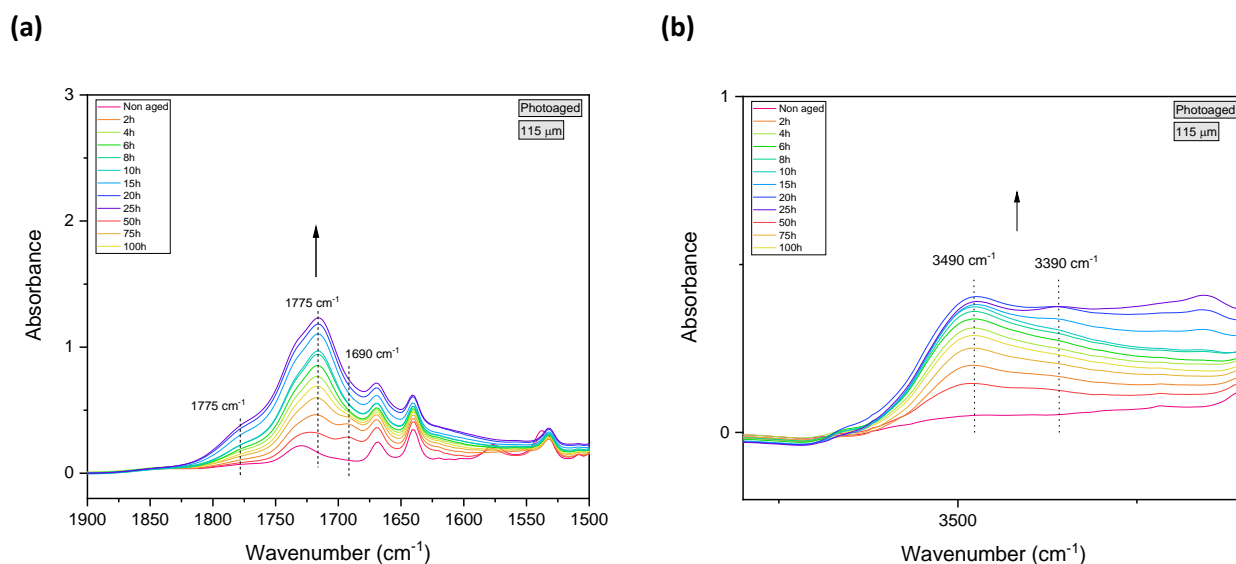 (a)
3
2
1
0
Absorbance
Non aged
2h
4h
6h
8h
10h
15h
20h
25h
50h
75h
100h
Photoaged
115 μm
1775 cm⁻¹
1690 cm⁻¹
1775 cm⁻¹
1900 1850 1800 1750 1700 1650 1600 1550 1500
Wavenumber (cm⁻¹)
(b)
1
0
Absorbance
Non aged
2h
4h
6h
8h
10h
15h
20h
25h
50h
75h
100h
Photoaged
115 μm
3490 cm⁻¹ 3390 cm⁻¹
3500
Wavenumber (cm⁻¹)